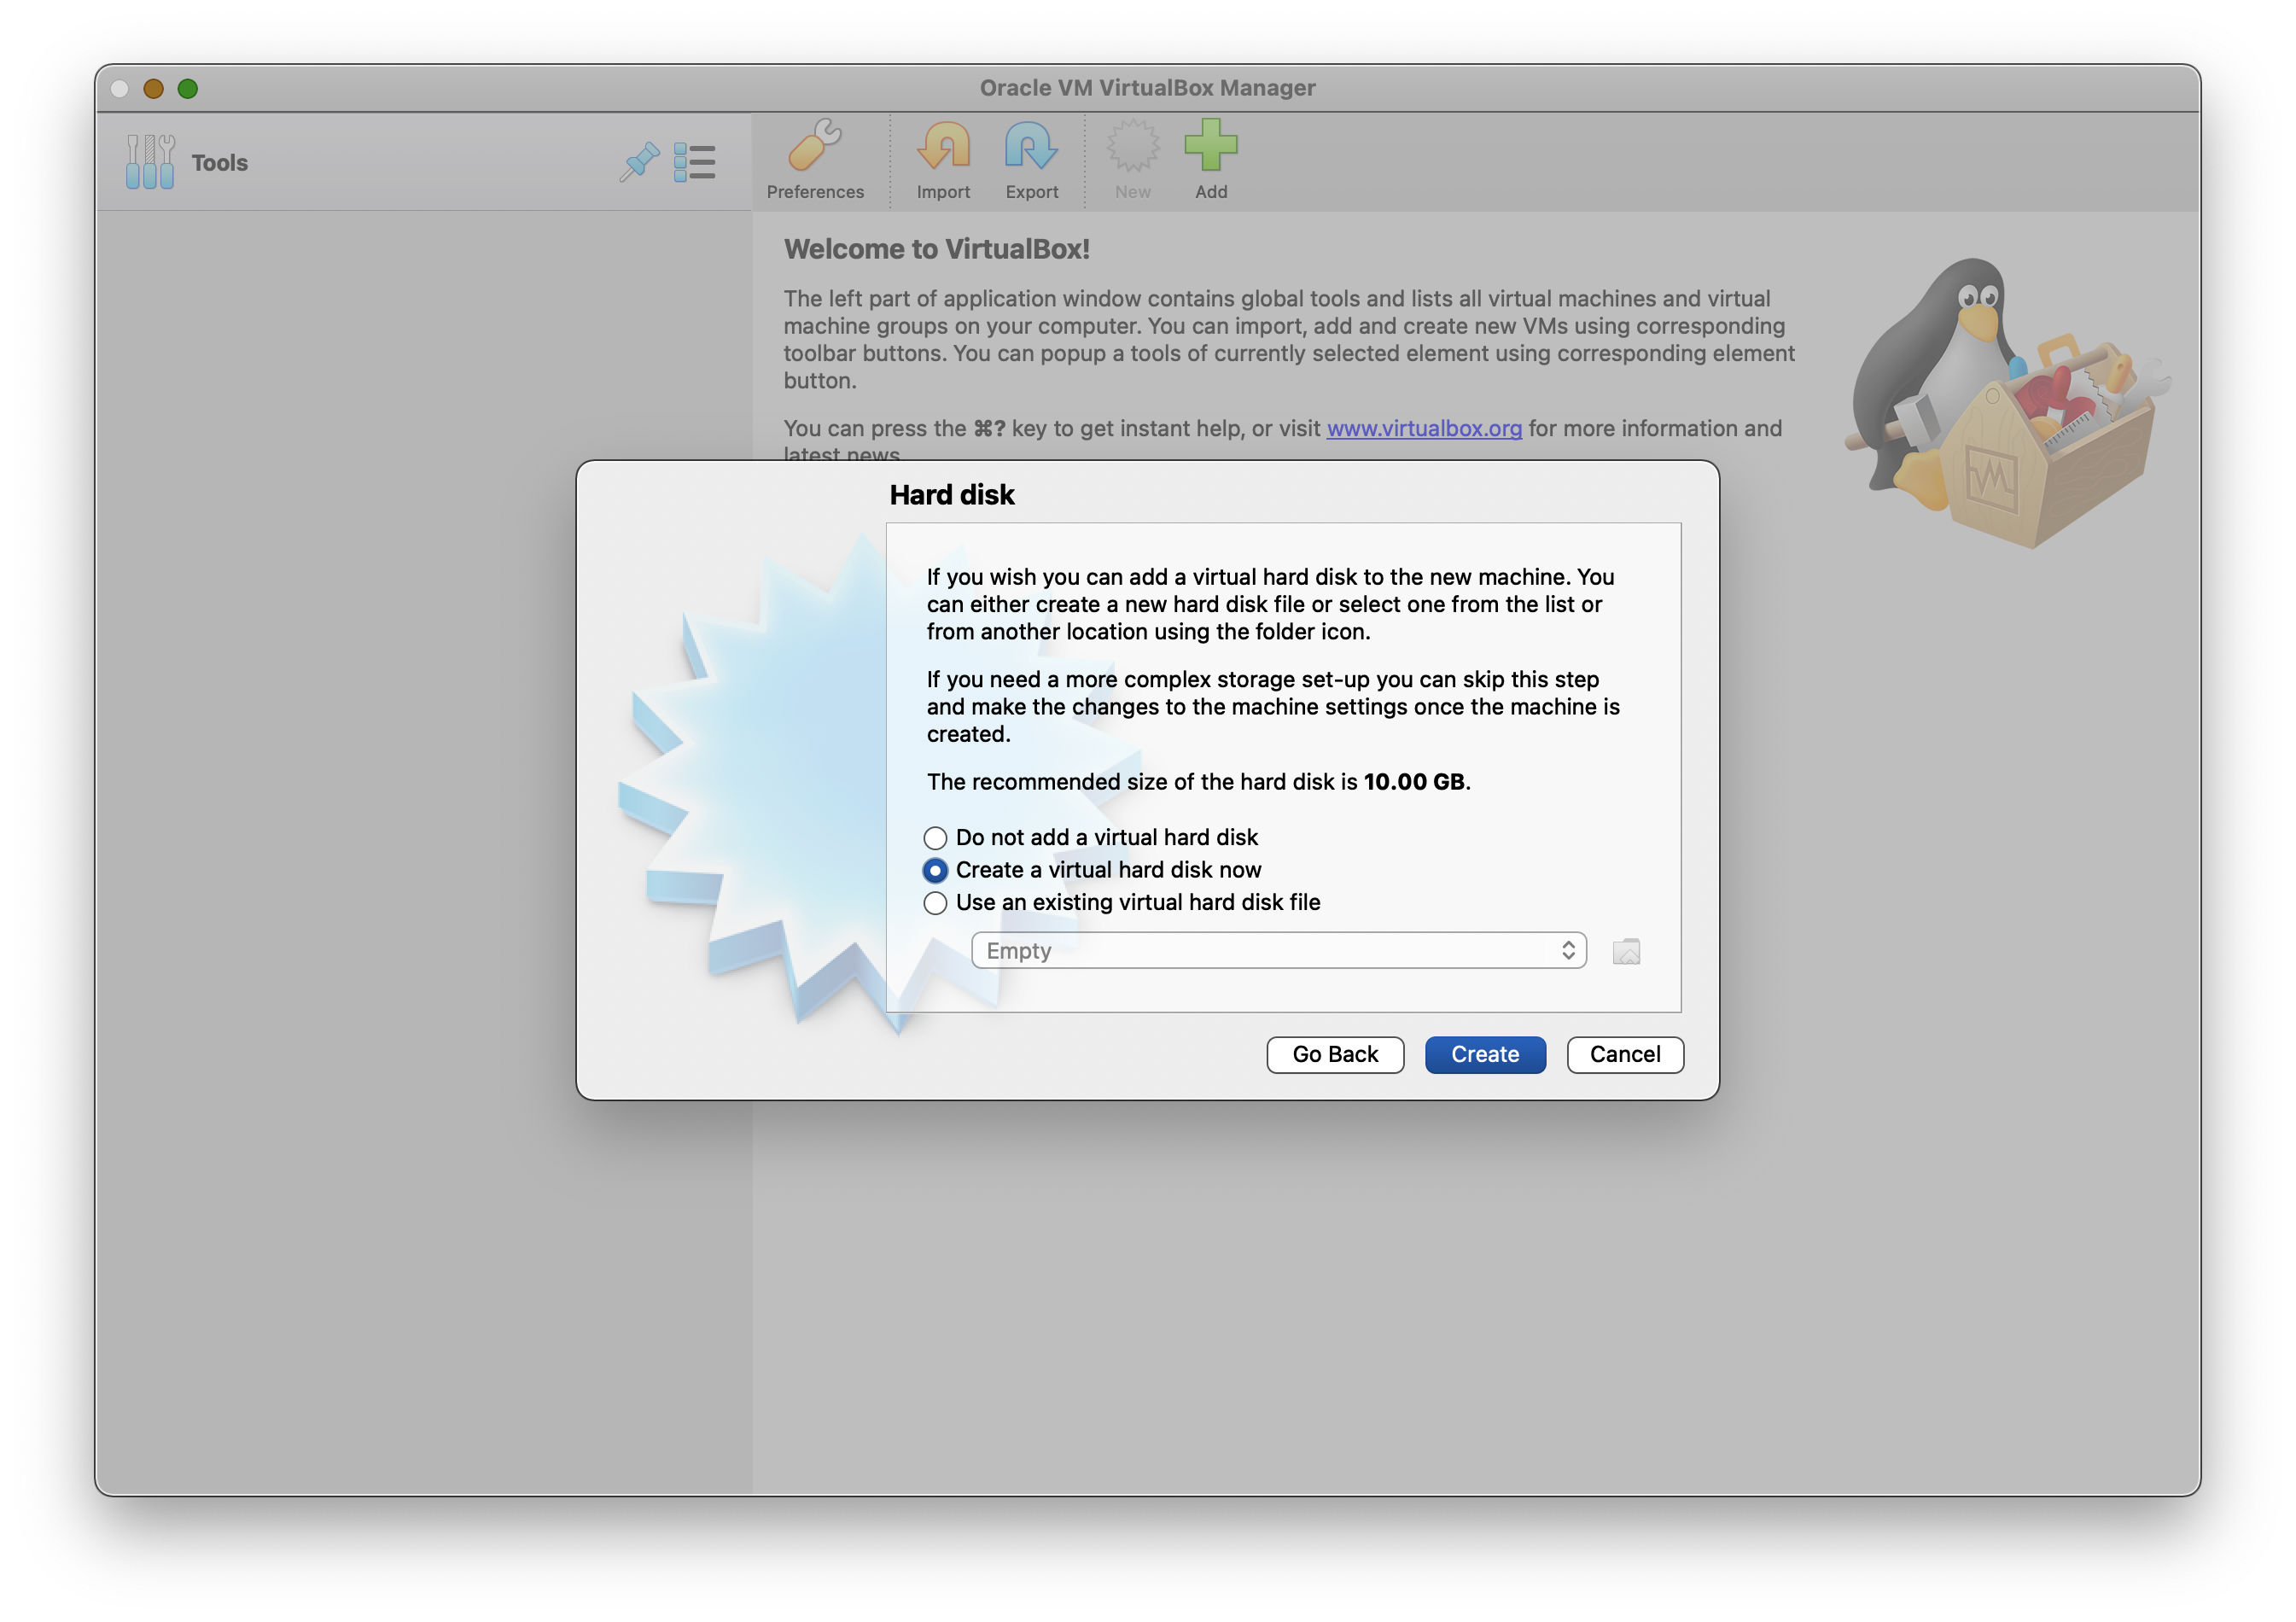 Oracle VM VirtualBox Manager
Tools
Preferences
Import
Export
New
Add
Welcome to VirtualBox!
The left part of application window contains global tools and lists all virtual machines and virtual
machine groups on your computer. You can import, add and create new VMs using corresponding
toolbar buttons. You can popup a tools of currently selected element using corresponding element
button.
You can press the ⌘? key to get instant help, or visit www.virtualbox.org for more information and
latest news.
Hard disk
If you wish you can add a virtual hard disk to the new machine. You
can either create a new hard disk file or select one from the list or
from another location using the folder icon.
If you need a more complex storage set-up you can skip this step
and make the changes to the machine settings once the machine is
created.
The recommended size of the hard disk is 10.00 GB.
Do not add a virtual hard disk
Create a virtual hard disk now
Use an existing virtual hard disk file
Empty
Go Back
Create
Cancel